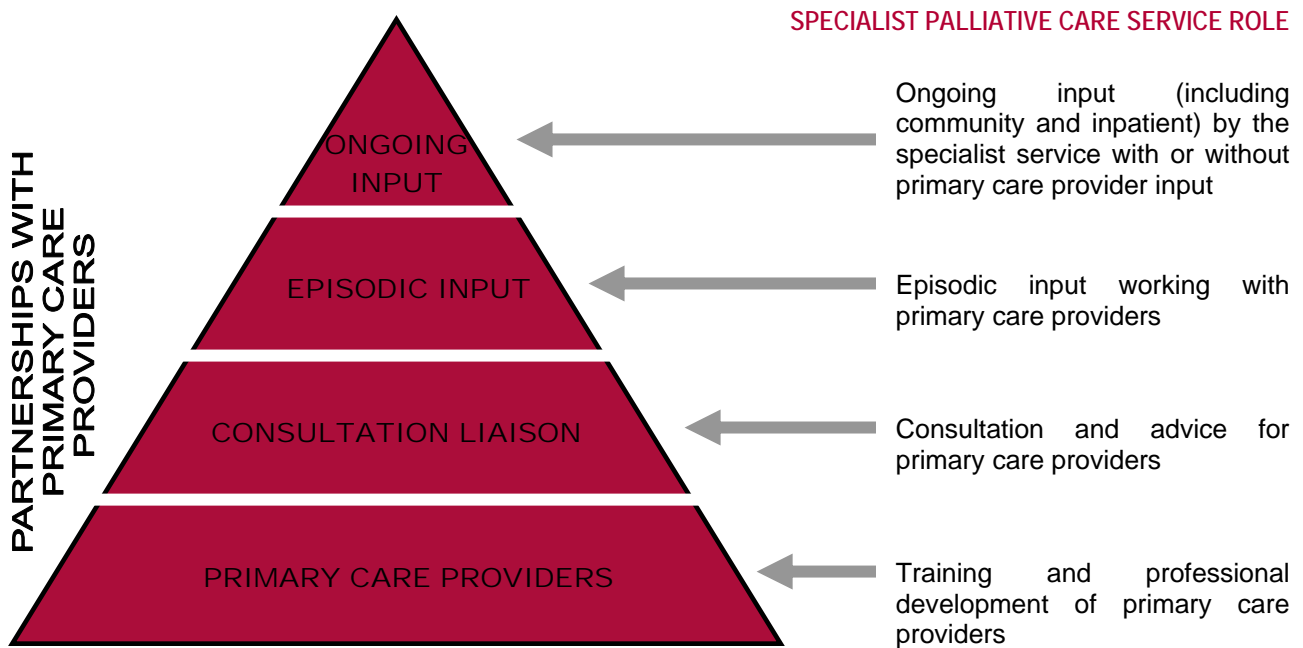 SPECIALIST PALLIATIVE CARE SERVICE ROLE
PARTNERSHIPS WITH
PRIMARY CARE
PROVIDERS
ONGOING
INPUT
Ongoing input (including
community and inpatient) by the
specialist service with or without
primary care provider input
EPISODIC INPUT
Episodic input working with
primary care providers
CONSULTATION LIAISON
Consultation and advice for
primary care providers
PRIMARY CARE PROVIDERS
Training and professional
development of primary care
providers